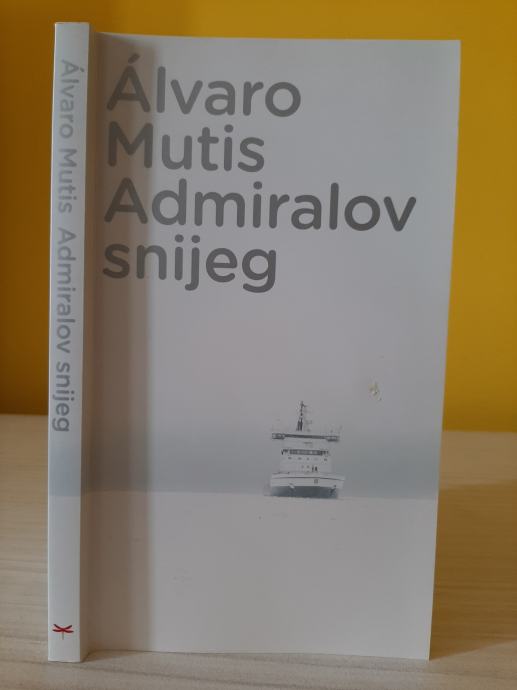 Álvaro
Mutis
Admiralov
snijeg
Álvaro Mutis Admiralov snijeg